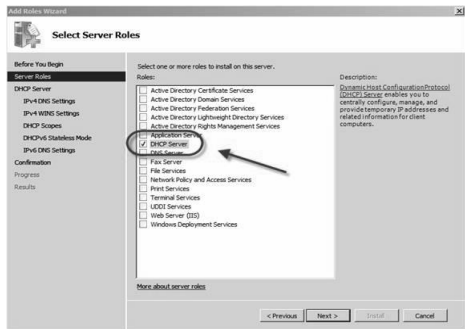 Add Roles Wizard
Select Server Roles
Before You Begin
Server Roles
DHCP Server
IPv4 DNS Settings
IPv4 WINS Settings
DHCP Scopes
DHCPv6 Stateless Mode
IPv6 DNS Settings
Confirmation
Progress
Results
Select one or more roles to install on this server.
Roles:
Active Directory Certificate Services
Active Directory Domain Services
Active Directory Federation Services
Active Directory Lightweight Directory Services
Active Directory Rights Management Services
Application Server
DHCP Server
DNS Server
Fax Server
File Services
Network Policy and Access Services
Print Services
Terminal Services
UDDI Services
Web Server (IIS)
Windows Deployment Services
More about server roles
Description:
Dynamic Host Configuration Protocol
(DHCP) Server enables you to
centrally configure, manage, and
provide temporary IP addresses and
related information for client
computers.
< Previous
Next >
Install
Cancel